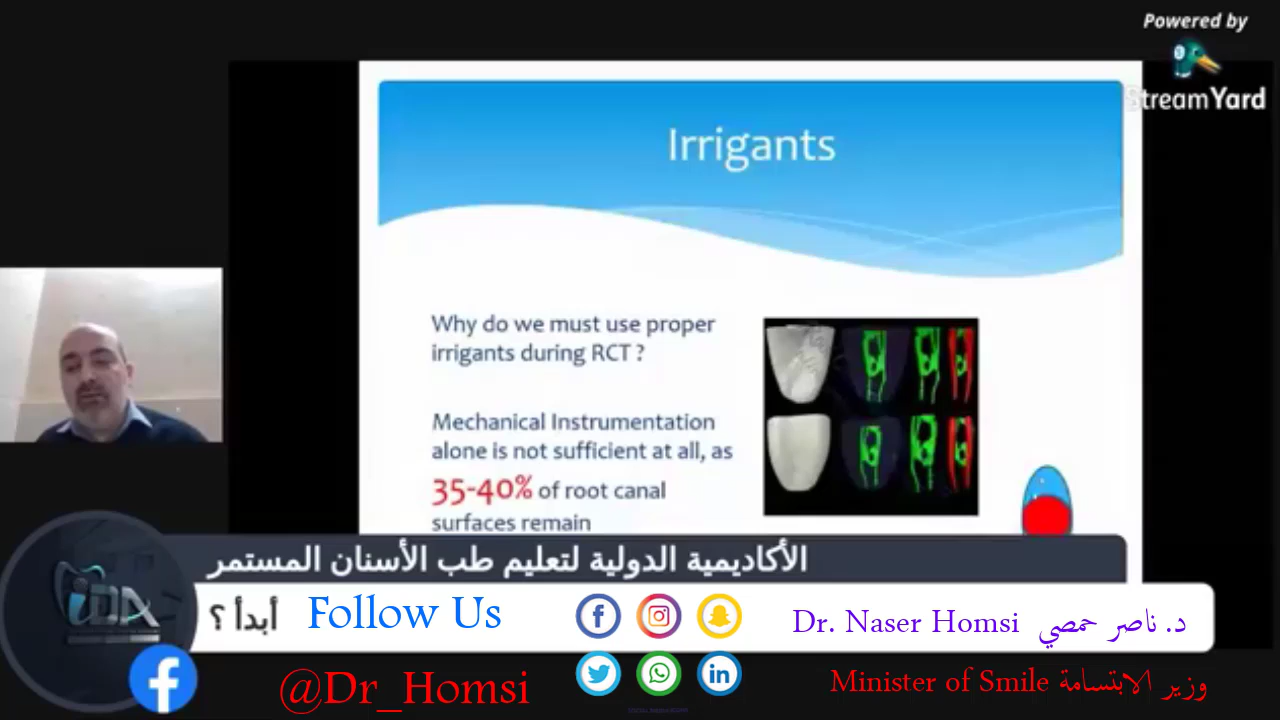 Powered by
StreamYard
Irrigants
Why do we must use proper
irrigants during RCT ?
Mechanical Instrumentation
alone is not sufficient at all, as
35-40% of root canal
surfaces remain
الأكاديمية الدولية لتعليم طب الأسنان المستمر
iDA
أبدأ ؟
Follow Us
Dr. Naser Homsi د. ناصر حمصي
@Dr_Homsi
Minister of Smile وزير الابتسامة